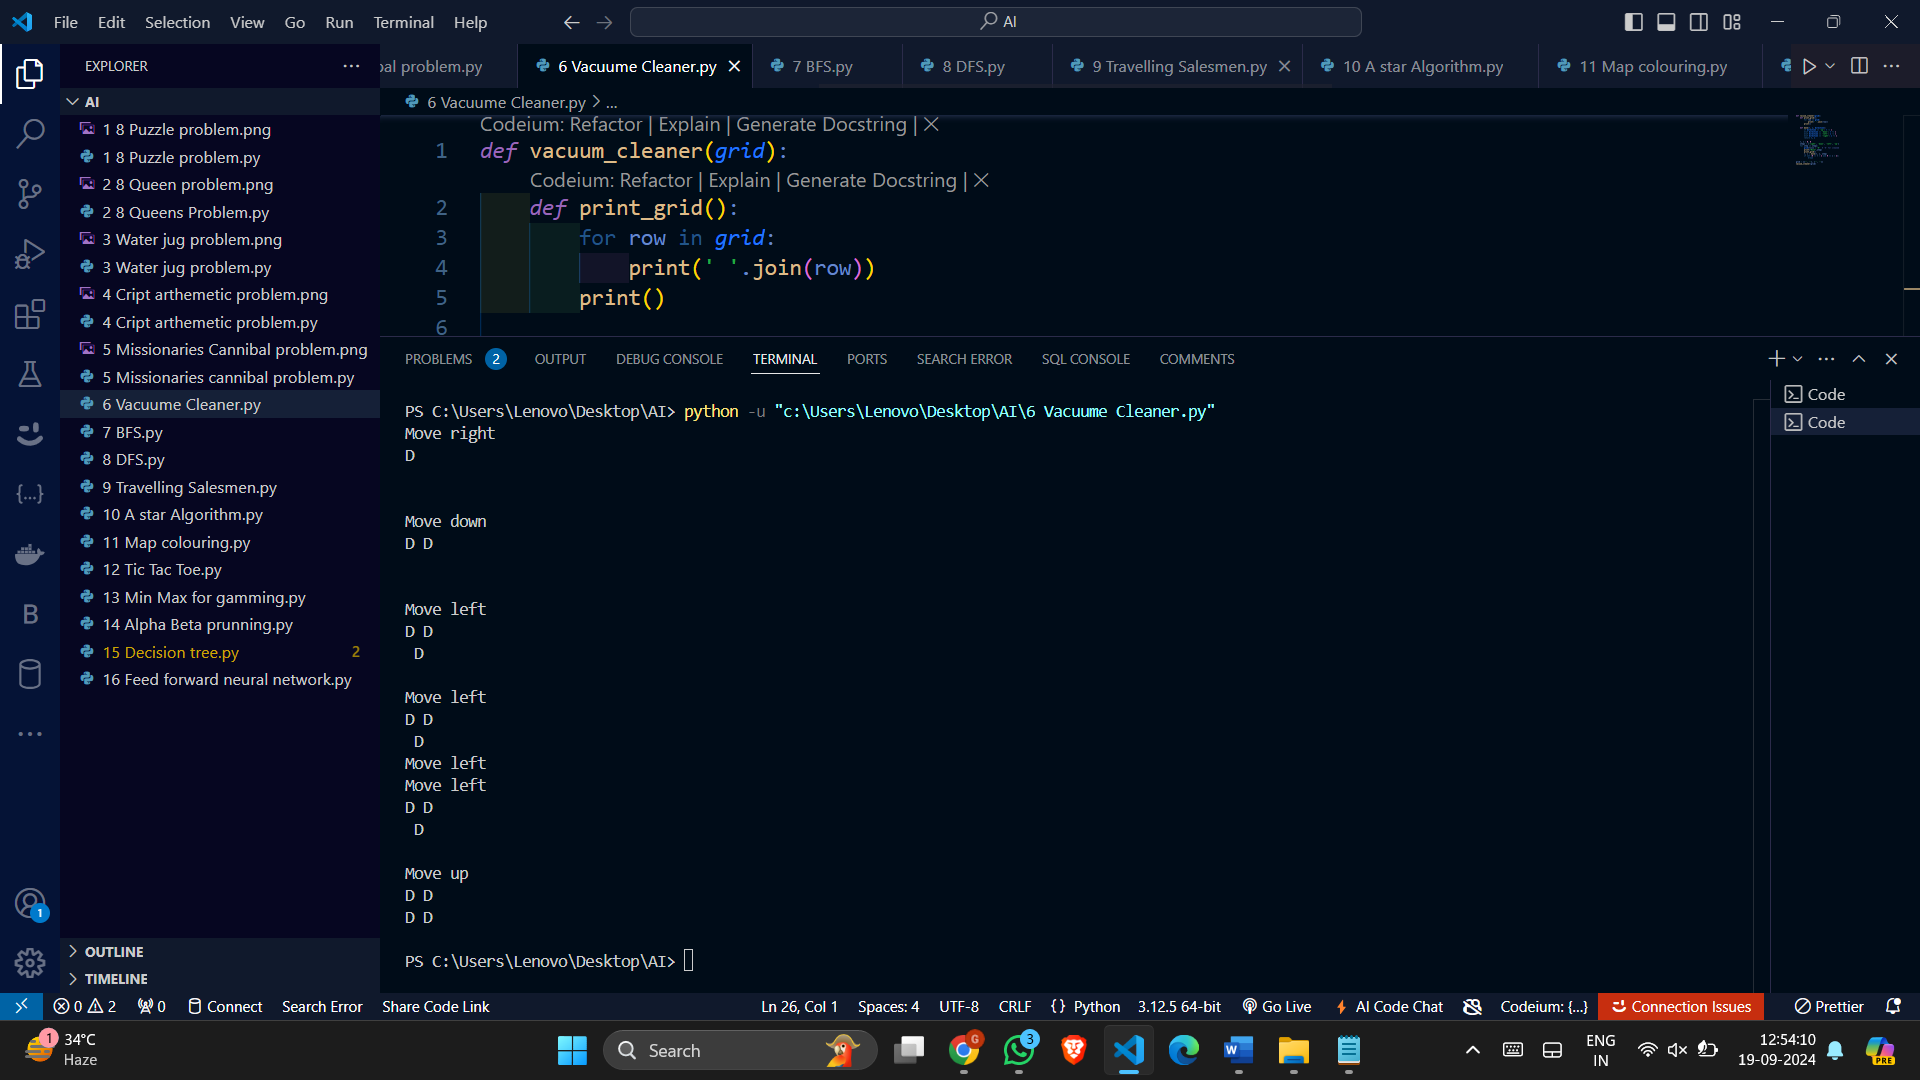 File Edit Selection View Go Run Terminal Help
AI
EXPLORER
AI
1 8 Puzzle problem.png
1 8 Puzzle problem.py
2 8 Queen problem.png
2 8 Queens Problem.py
3 Water jug problem.png
3 Water jug problem.py
4 Cript arthemetic problem.png
4 Cript arthemetic problem.py
5 Missionaries Cannibal problem.png
5 Missionaries cannibal problem.py
6 Vacuume Cleaner.py
7 BFS.py
8 DFS.py
9 Travelling Salesmen.py
10 A star Algorithm.py
11 Map colouring.py
12 Tic Tac Toe.py
13 Min Max for gamming.py
14 Alpha Beta prunning.py
15 Decision tree.py 2
16 Feed forward neural network.py
OUTLINE
TIMELINE
bal problem.py 6 Vacuume Cleaner.py 7 BFS.py 8 DFS.py 9 Travelling Salesmen.py 10 A star Algorithm.py 11 Map colouring.py
6 Vacuume Cleaner.py > ...
Codeium: Refactor | Explain | Generate Docstring | X
1 def vacuum_cleaner(grid):
Codeium: Refactor | Explain | Generate Docstring | X
2 def print_grid():
3 for row in grid:
4 print(' '.join(row))
5 print()
6
PROBLEMS 2 OUTPUT DEBUG CONSOLE TERMINAL PORTS SEARCH ERROR SQL CONSOLE COMMENTS
Code
Code
PS C:\Users\Lenovo\Desktop\AI> python -u "c:\Users\Lenovo\Desktop\AI\6 Vacuume Cleaner.py"
Move right
D
Move down
D D
Move left
D D
D
Move left
D D
D
Move left
Move left
D D
D
Move up
D D
D D
PS C:\Users\Lenovo\Desktop\AI>
1
0 2 0 Connect Search Error Share Code Link Ln 26, Col 1 Spaces: 4 UTF-8 CRLF {} Python 3.12.5 64-bit Go Live AI Code Chat Codeium: {...} Connection Issues Prettier
1 34°C
Haze
Search
G
3
W
ENG
IN
12:54:10
19-09-2024
PRE